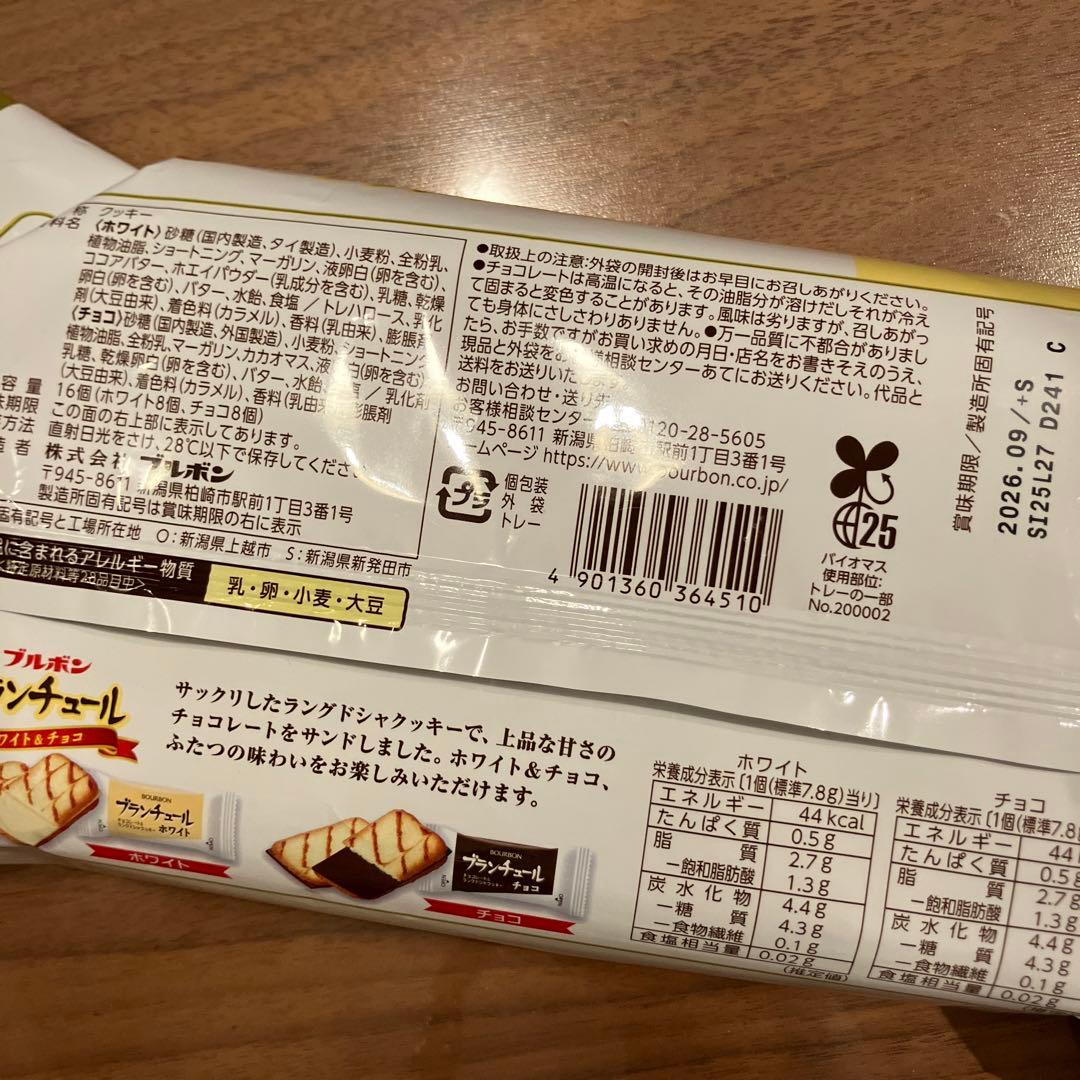 称 クッキー
料名 〈ホワイト〉砂糖(国内製造、タイ製造)、小麦粉、全粉乳、
植物油脂、ショートニング、マーガリン、液卵白(卵を含む)、
ココアバター、ホエイパウダー(乳成分を含む)、乳糖、乾燥
卵白(卵を含む)、バター、水飴、食塩/トレハロース、乳化
剤(大豆由来)、着色料(カラメル)、香料(乳由来)、膨脹剤
〈チョコ〉砂糖(国内製造、外国製造)、小麦粉、ショートニング、
植物油脂、全粉乳、マーガリン、カカオマス、液 白(卵を含む)、
乳糖、乾燥卵白(卵を含む)、バター、水飴 塩/乳化剤
(大豆由来)、着色料(カラメル)、香料(乳由来 膨脹剤
容量 16個(ホワイト8個、チョコ8個)
味期限 この面の右上部に表示してあります。
方法 直射日光をさけ、28℃以下で保存してくださ
造者 株式会社 ブルボン
〒945-8611 新潟県柏崎市駅前1丁目3番1号
製造所固有記号は賞味期限の右に表示
固有記号と工場所在地 O:新潟県上越市 S:新潟県新発田市
に含まれるアレルギー物質
特定原材料等28品目中
乳・卵・小麦・大豆
●取扱上の注意:外袋の開封後はお早目にお召しあがりください。
●チョコレートは高温になると、その油脂分が溶けだしそれが冷え
て固まると変色することがあります。風味は劣りますが、召しあがっ
ても身体にさしさわりありません。●万一品質に不都合がありまし
たら、お手数ですがお買い求めの月日・店名をお書きそえのうえ、
現品と外袋をお 様相談センターあてにお送りください。代品と
送料をお送りいたします
お問い合わせ・送り先
お客様相談センター 0120-28-5605
〒945-8611 新潟県柏崎市駅前1丁目3番1号
ームページ https://www.bourbon.co.jp/
プラ
個包装
外袋
トレー
4 901360 364510
25
バイオマス
使用部位:
トレーの一部
No.200002
賞味期限/製造所固有記号
2026.09/+S
SI25L27 D241 C
ブルボン
ランチュール
ワイト&チョコ
サックリしたラングドシャクッキーで、上品な甘さの
チョコレートをサンドしました。ホワイト&チョコ、
ふたつの味わいをお楽しみいただけます。
BOURBON
ブランチュール
ホワイト
ホワイト
BOURBON
ブランチュール
チョコ
チョコ
ホワイト
栄養成分表示〔1個(標準7.8g)当り〕
エネルギー 44kcal
たんぱく質 0.5g
脂質 2.7g
―飽和脂肪酸 1.3g
炭水化物 4.4g
―糖質 4.3g
―食物繊維 0.1g
食塩相当量 0.02g
(推定値)
チョコ
栄養成分表示〔1個(標準7.8
エネルギー 44
たんぱく質 0.5g
脂質 2.7g
―飽和脂肪酸 1.3g
炭水化物 4.4g
―糖質 4.3g
―食物繊維 0.1g
食塩相当量 0.02g